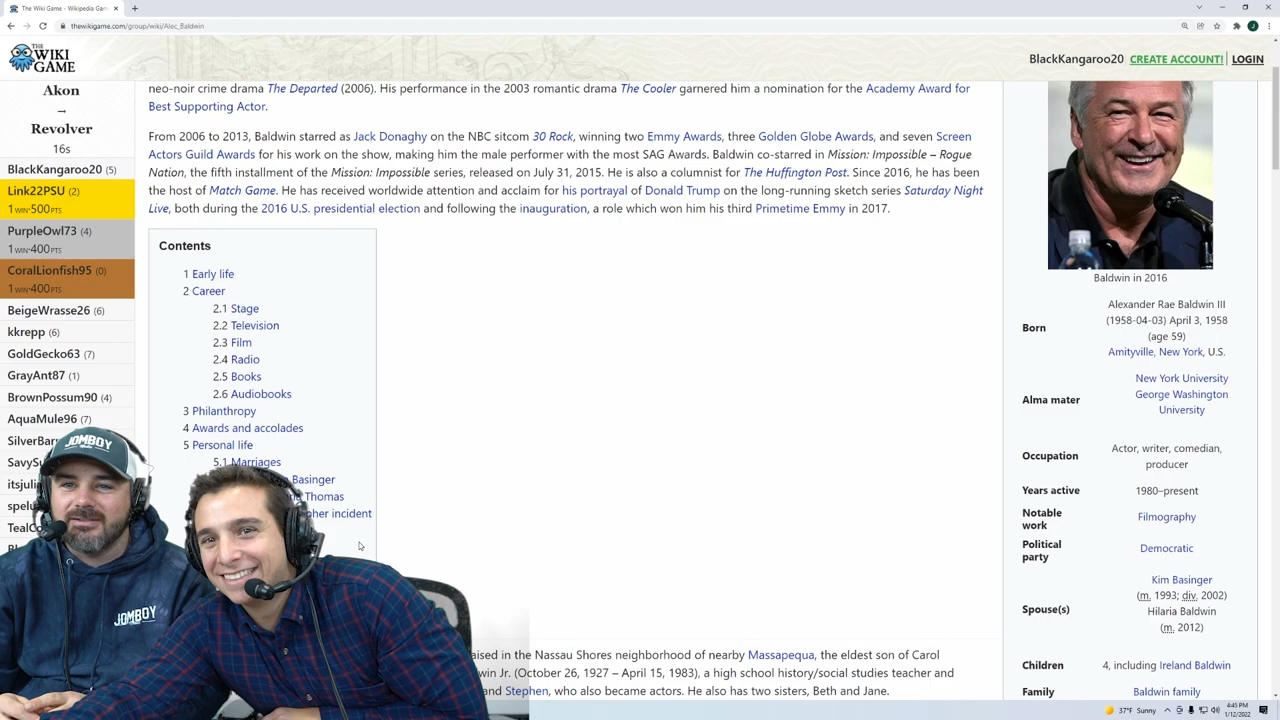 The Wiki Game - Wikipedia Gam
thewikigame.com/group/wiki/Alec_Baldwin
THE
WIKI
GAME
BlackKangaroo20 CREATE ACCOUNT! LOGIN
Akon
→
Revolver
16s
BlackKangaroo20 (5)
Link22PSU (2)
1 WIN·500 PTS
PurpleOwl73 (4)
1 WIN·400 PTS
CoralLionfish95 (0)
1 WIN·400 PTS
BeigeWrasse26 (6)
kkrepp (6)
GoldGecko63 (7)
GrayAnt87 (1)
BrownPossum90 (4)
AquaMule96 (7)
neo-noir crime drama The Departed (2006). His performance in the 2003 romantic drama The Cooler garnered him a nomination for the Academy Award for
Best Supporting Actor.
From 2006 to 2013, Baldwin starred as Jack Donaghy on the NBC sitcom 30 Rock, winning two Emmy Awards, three Golden Globe Awards, and seven Screen
Actors Guild Awards for his work on the show, making him the male performer with the most SAG Awards. Baldwin co-starred in Mission: Impossible – Rogue
Nation, the fifth installment of the Mission: Impossible series, released on July 31, 2015. He is also a columnist for The Huffington Post. Since 2016, he has been
the host of Match Game. He has received worldwide attention and acclaim for his portrayal of Donald Trump on the long-running sketch series Saturday Night
Live, both during the 2016 U.S. presidential election and following the inauguration, a role which won him his third Primetime Emmy in 2017.
Contents
1 Early life
2 Career
2.1 Stage
2.2 Television
2.3 Film
2.4 Radio
2.5 Books
2.6 Audiobooks
3 Philanthropy
4 Awards and accolades
5 Personal life
5.1 Marriages
Basinger
Thomas
incident
JOMBOY
JOMBOY
aised in the Nassau Shores neighborhood of nearby Massapequa, the eldest son of Carol
win Jr. (October 26, 1927 – April 15, 1983), a high school history/social studies teacher and
and Stephen, who also became actors. He also has two sisters, Beth and Jane.
Baldwin in 2016
Born Alexander Rae Baldwin III
(1958-04-03) April 3, 1958
(age 59)
Amityville, New York, U.S.
Alma mater New York University
George Washington
University
Occupation Actor, writer, comedian,
producer
Years active 1980–present
Notable
work Filmography
Political
party Democratic
Spouse(s) Kim Basinger
(m. 1993; div. 2002)
Hilaria Baldwin
(m. 2012)
Children 4, including Ireland Baldwin
Family Baldwin family
37°F Sunny
4:45 PM
1/12/2022